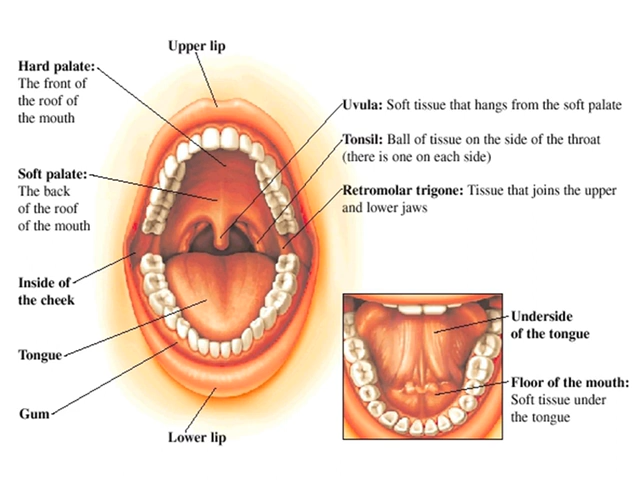 Upper lip
Hard palate:
The front of
the roof of
the mouth
Soft palate:
The back
of the roof
of the mouth
Inside of
the cheek
Tongue
Gum
Lower lip
Uvula: Soft tissue that hangs from the soft palate
Tonsil: Ball of tissue on the side of the throat
(there is one on each side)
Retromolar trigone: Tissue that joins the upper
and lower jaws
Underside
of the tongue
Floor of the mouth:
Soft tissue under
the tongue